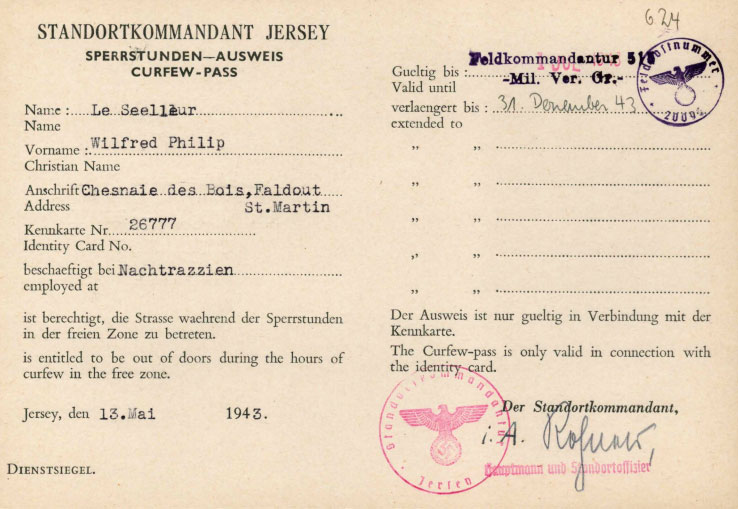 STANDORTKOMMANDANT JERSEY
SPERRSTUNDEN—AUSWEIS
CURFEW-PASS
Name : Le Seelleur
Name
Vorname : Wilfred Philip
Christian Name
Anschrift Chesnaie des Bois, Faldout
Address St.Martin
Kennkarte Nr. 26777
Identity Card No.
beschaeftigt bei Nachtrazzien
employed at
ist berechtigt, die Strasse waehrend der Sperrstunden
in der freien Zone zu betreten.
is entitled to be out of doors during the hours of
curfew in the free zone.
Jersey, den 13.Mai 1943.
DIENSTSIEGEL.
6.24
Feldkommandantur 515
Gueltig bis :
-Mil. Ver. Gr.-
Valid until
verlaengert bis : 31. Dezember 43
extended to
„ „
„ „
„ „
„ „
„ „
Feldpostnummer
Der Ausweis ist nur gueltig in Verbindung mit der
Kennkarte.
The Curfew-pass is only valid in connection with
the identity card.
Standortkommandantur
Jersey
Der Standortkommandant,
i. A.
Hauptmann und Standortoffizier